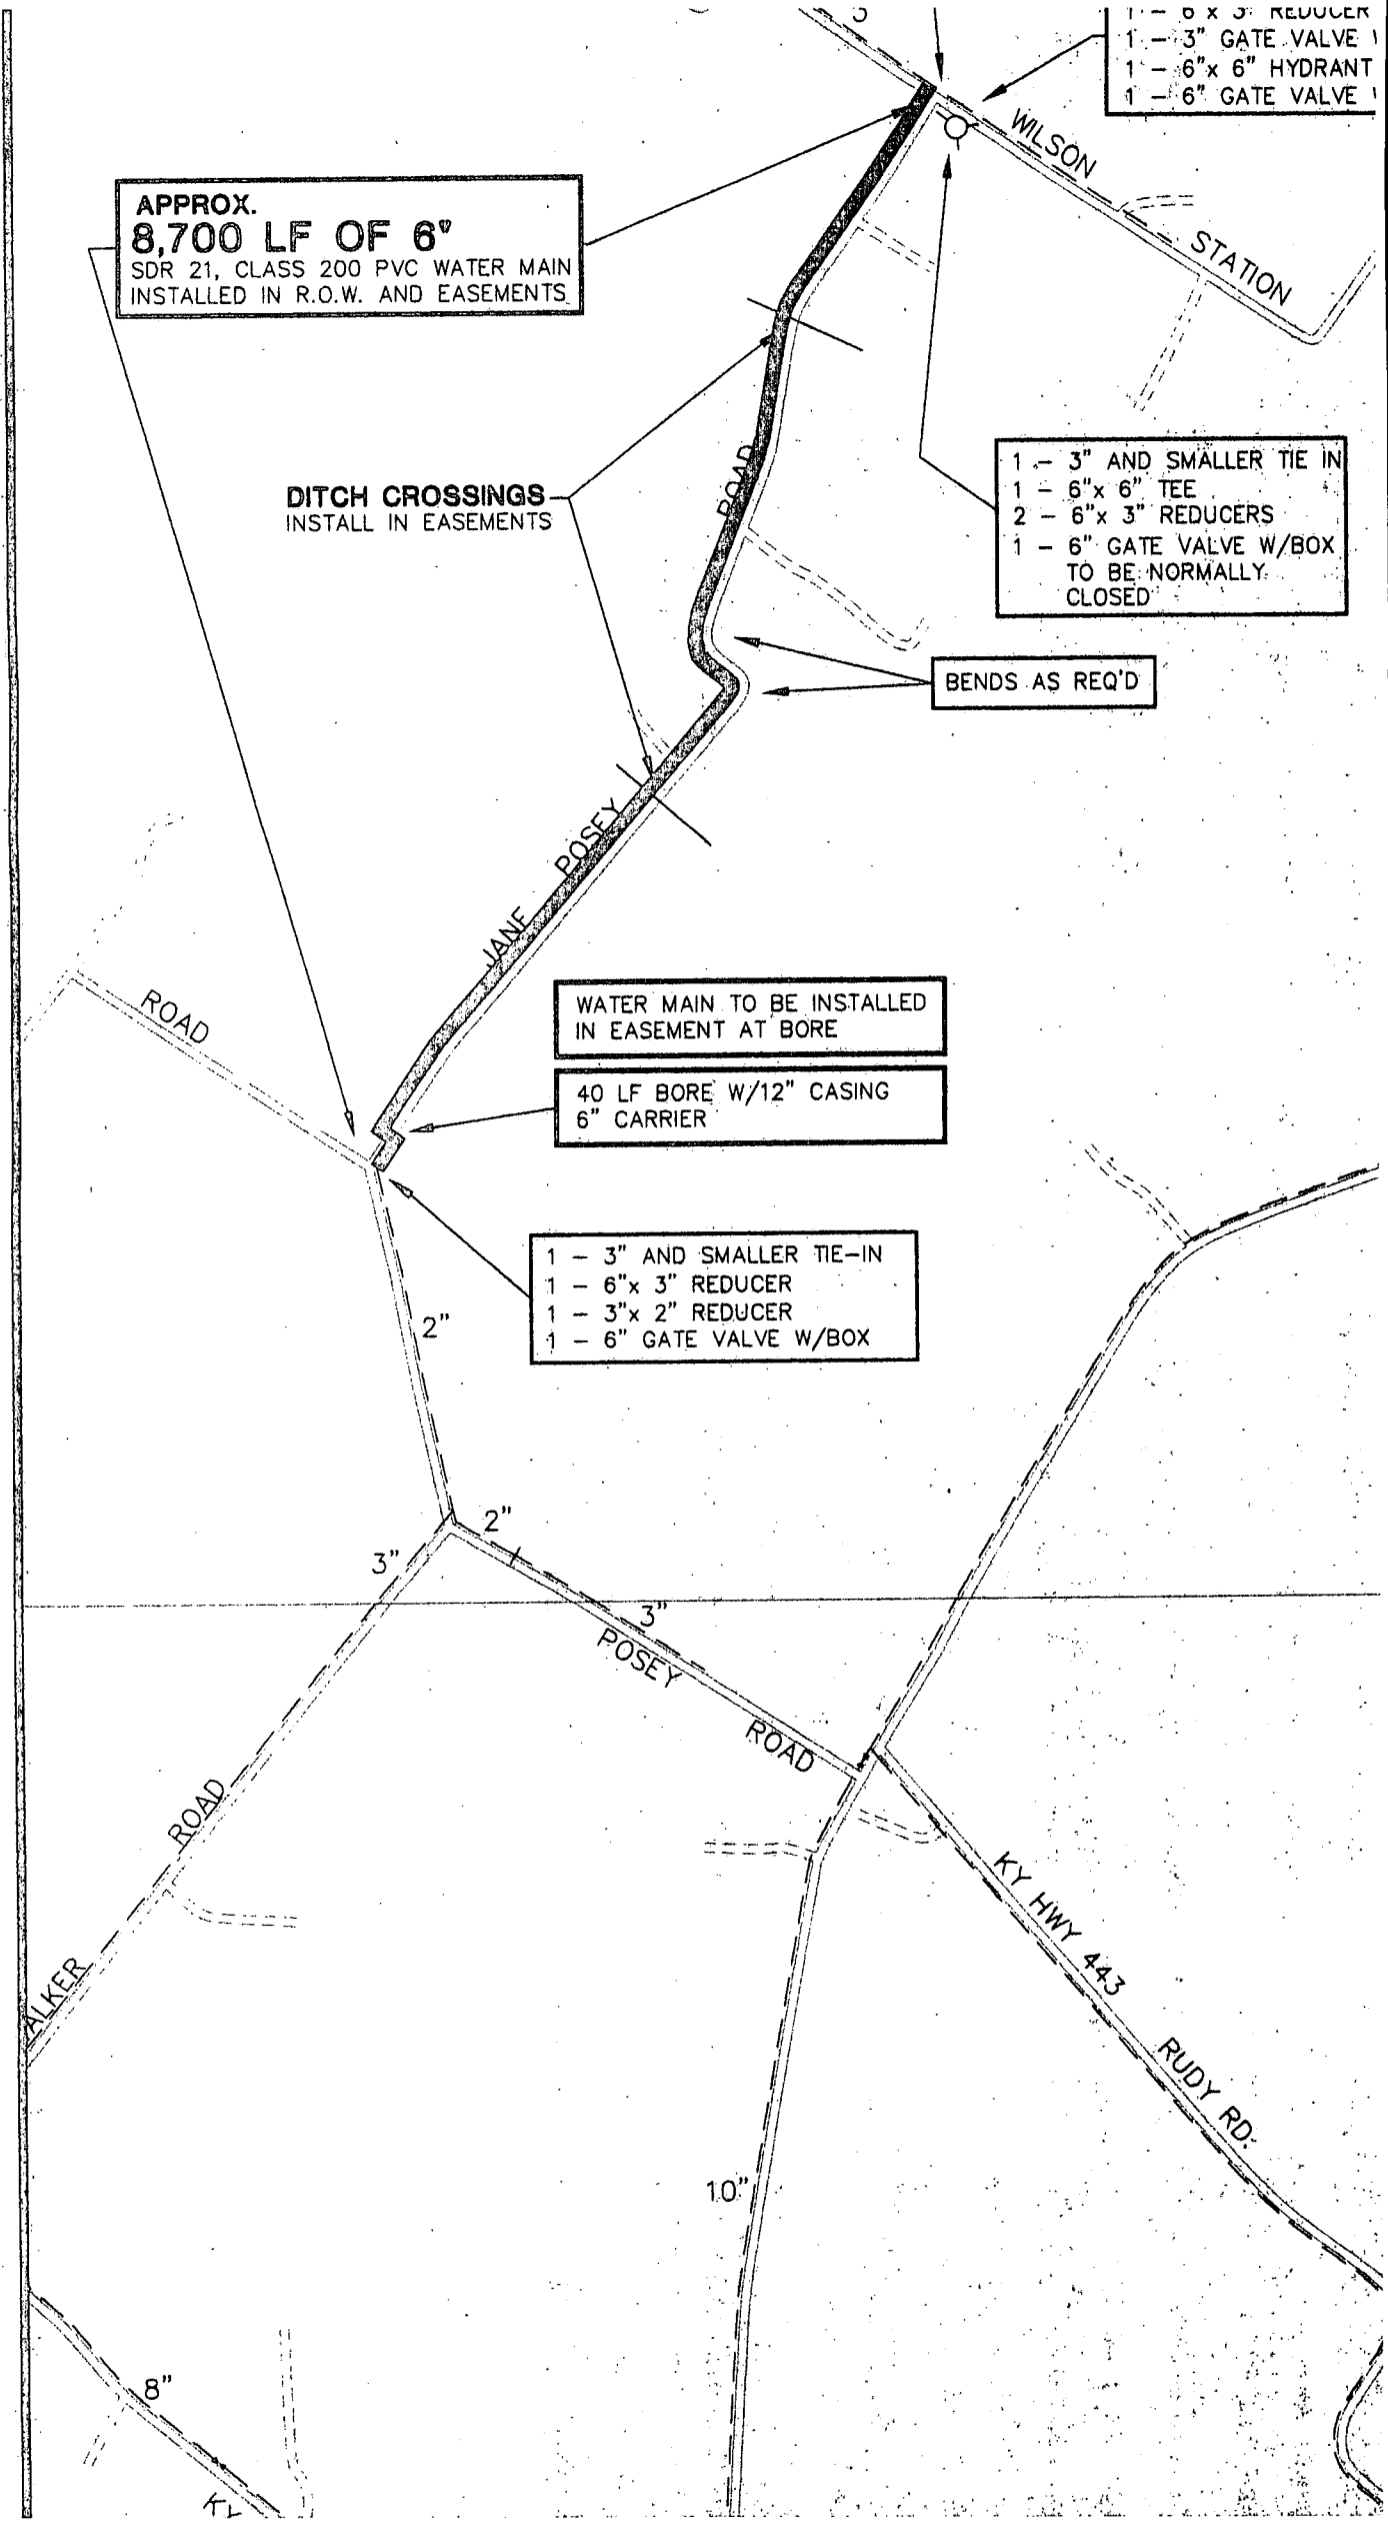 1 - 6"x 3" REDUCER
1 - 3" GATE VALVE
1 - 6"x 6" HYDRANT
1 - 6" GATE VALVE
WILSON
STATION
APPROX.
8,700 LF OF 6"
SDR 21, CLASS 200 PVC WATER MAIN
INSTALLED IN R.O.W. AND EASEMENTS
DITCH CROSSINGS
INSTALL IN EASEMENTS
ROAD
1 - 3" AND SMALLER TIE IN
1 - 6"x 6" TEE
2 - 6"x 3" REDUCERS
1 - 6" GATE VALVE W/BOX
TO BE NORMALLY
CLOSED
BENDS AS REQ'D
POSEY
JANE
ROAD
WATER MAIN TO BE INSTALLED
IN EASEMENT AT BORE
40 LF BORE W/12" CASING
6" CARRIER
1 - 3" AND SMALLER TIE-IN
1 - 6"x 3" REDUCER
1 - 3"x 2" REDUCER
1 - 6" GATE VALVE W/BOX
2"
2"
3"
3"
POSEY
ROAD
ROAD
ALKER
KY HWY 443
RUDY RD.
10"
8"
KY